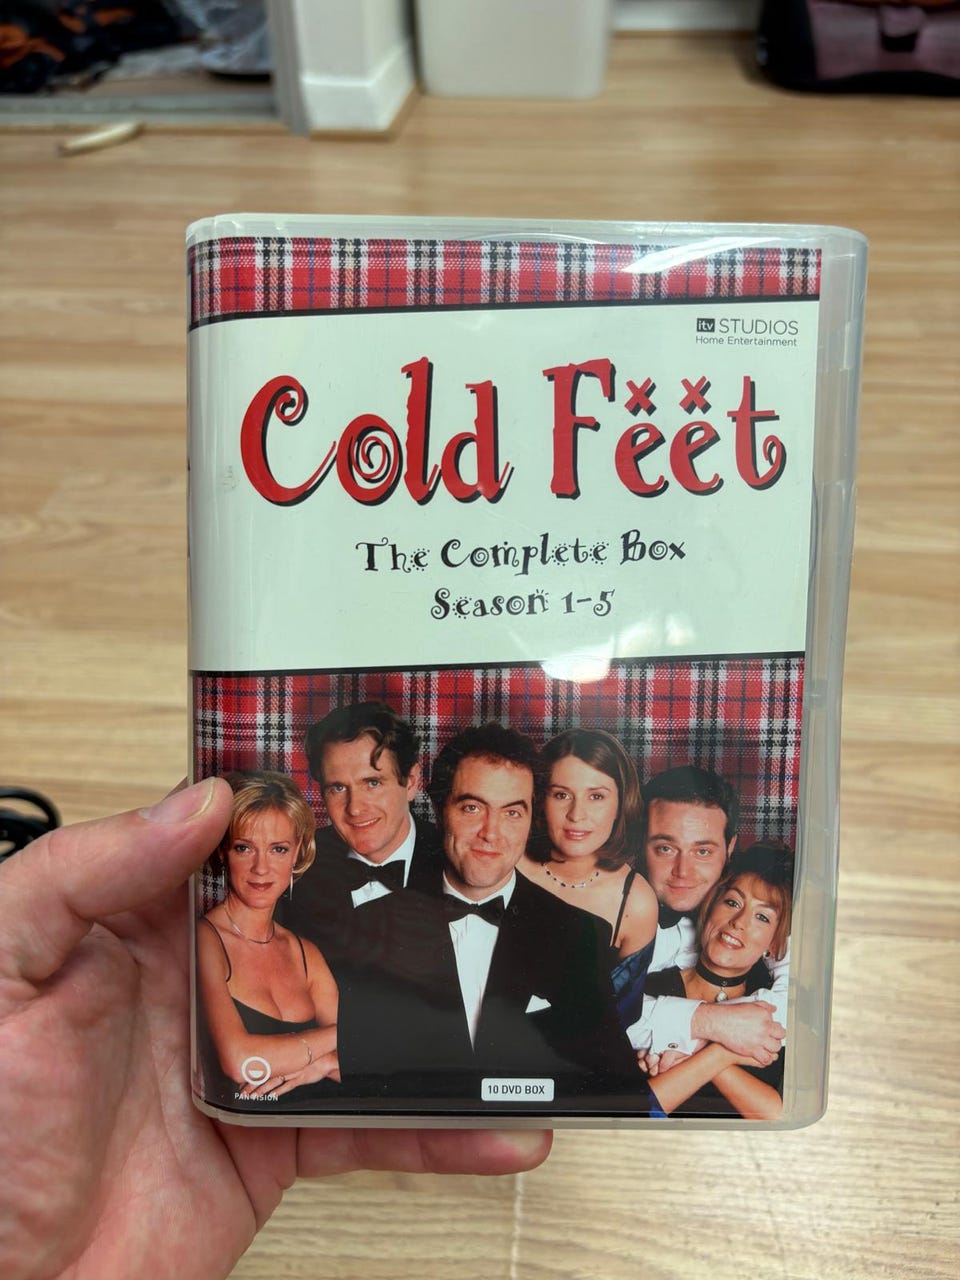 itv STUDIOS
Home Entertainment
Cold Feet
The Complete Box
Season 1-5
PAN VISION
10 DVD BOX